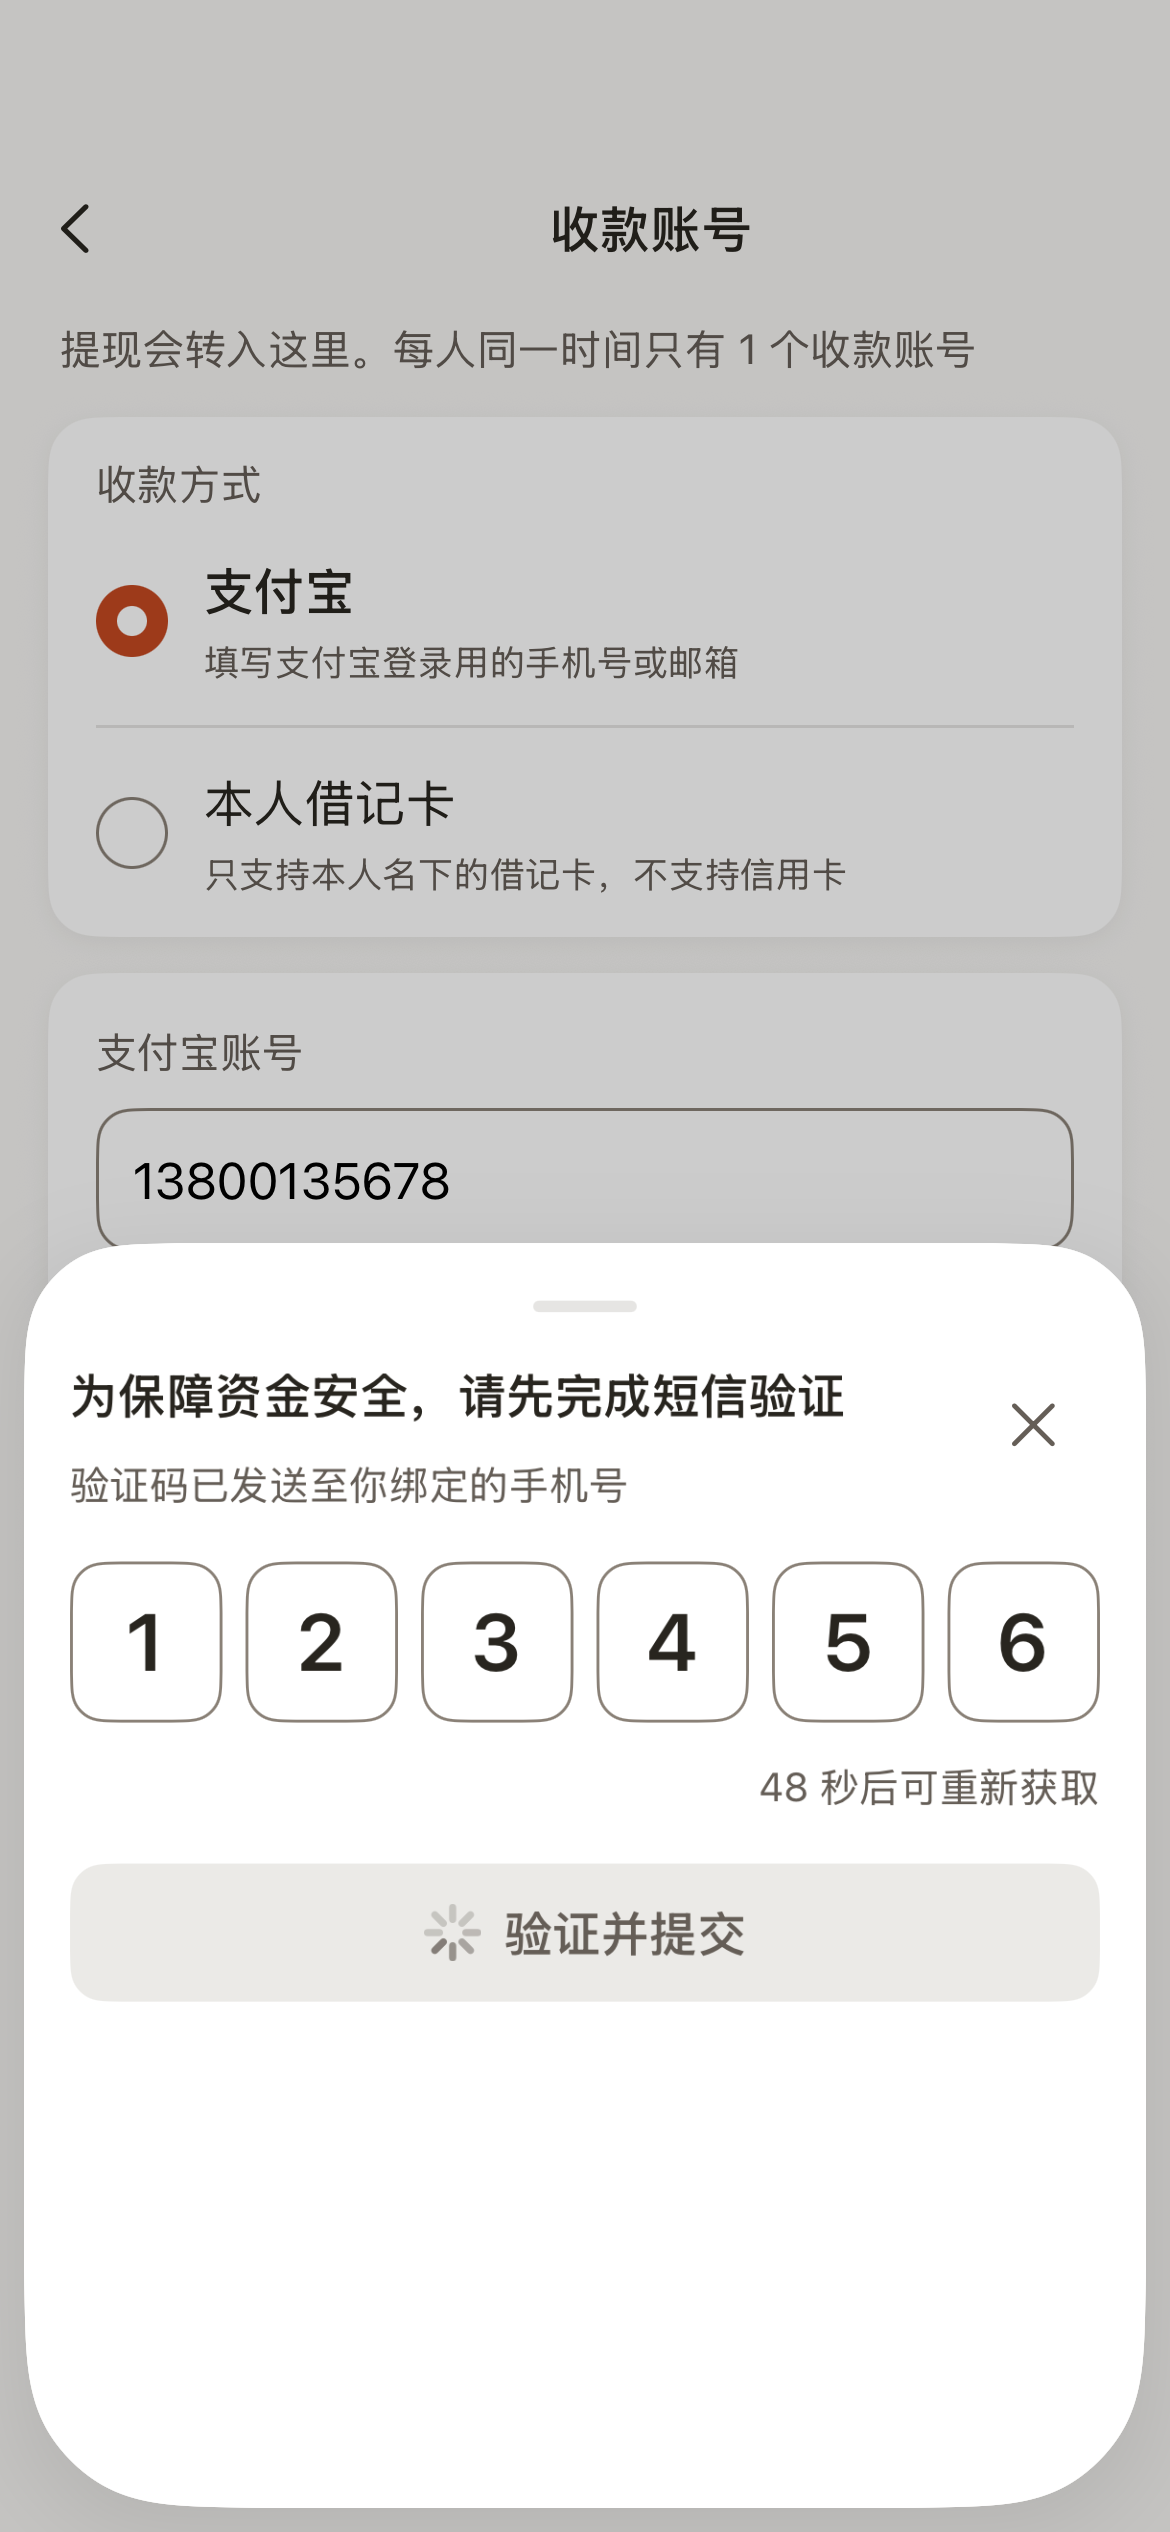 收款账号
提现会转入这里。每人同一时间只有 1 个收款账号
收款方式
支付宝
填写支付宝登录用的手机号或邮箱
本人借记卡
只支持本人名下的借记卡，不支持信用卡
支付宝账号
13800135678
为保障资金安全，请先完成短信验证
验证码已发送至你绑定的手机号
1 2 3 4 5 6
48 秒后可重新获取
验证并提交